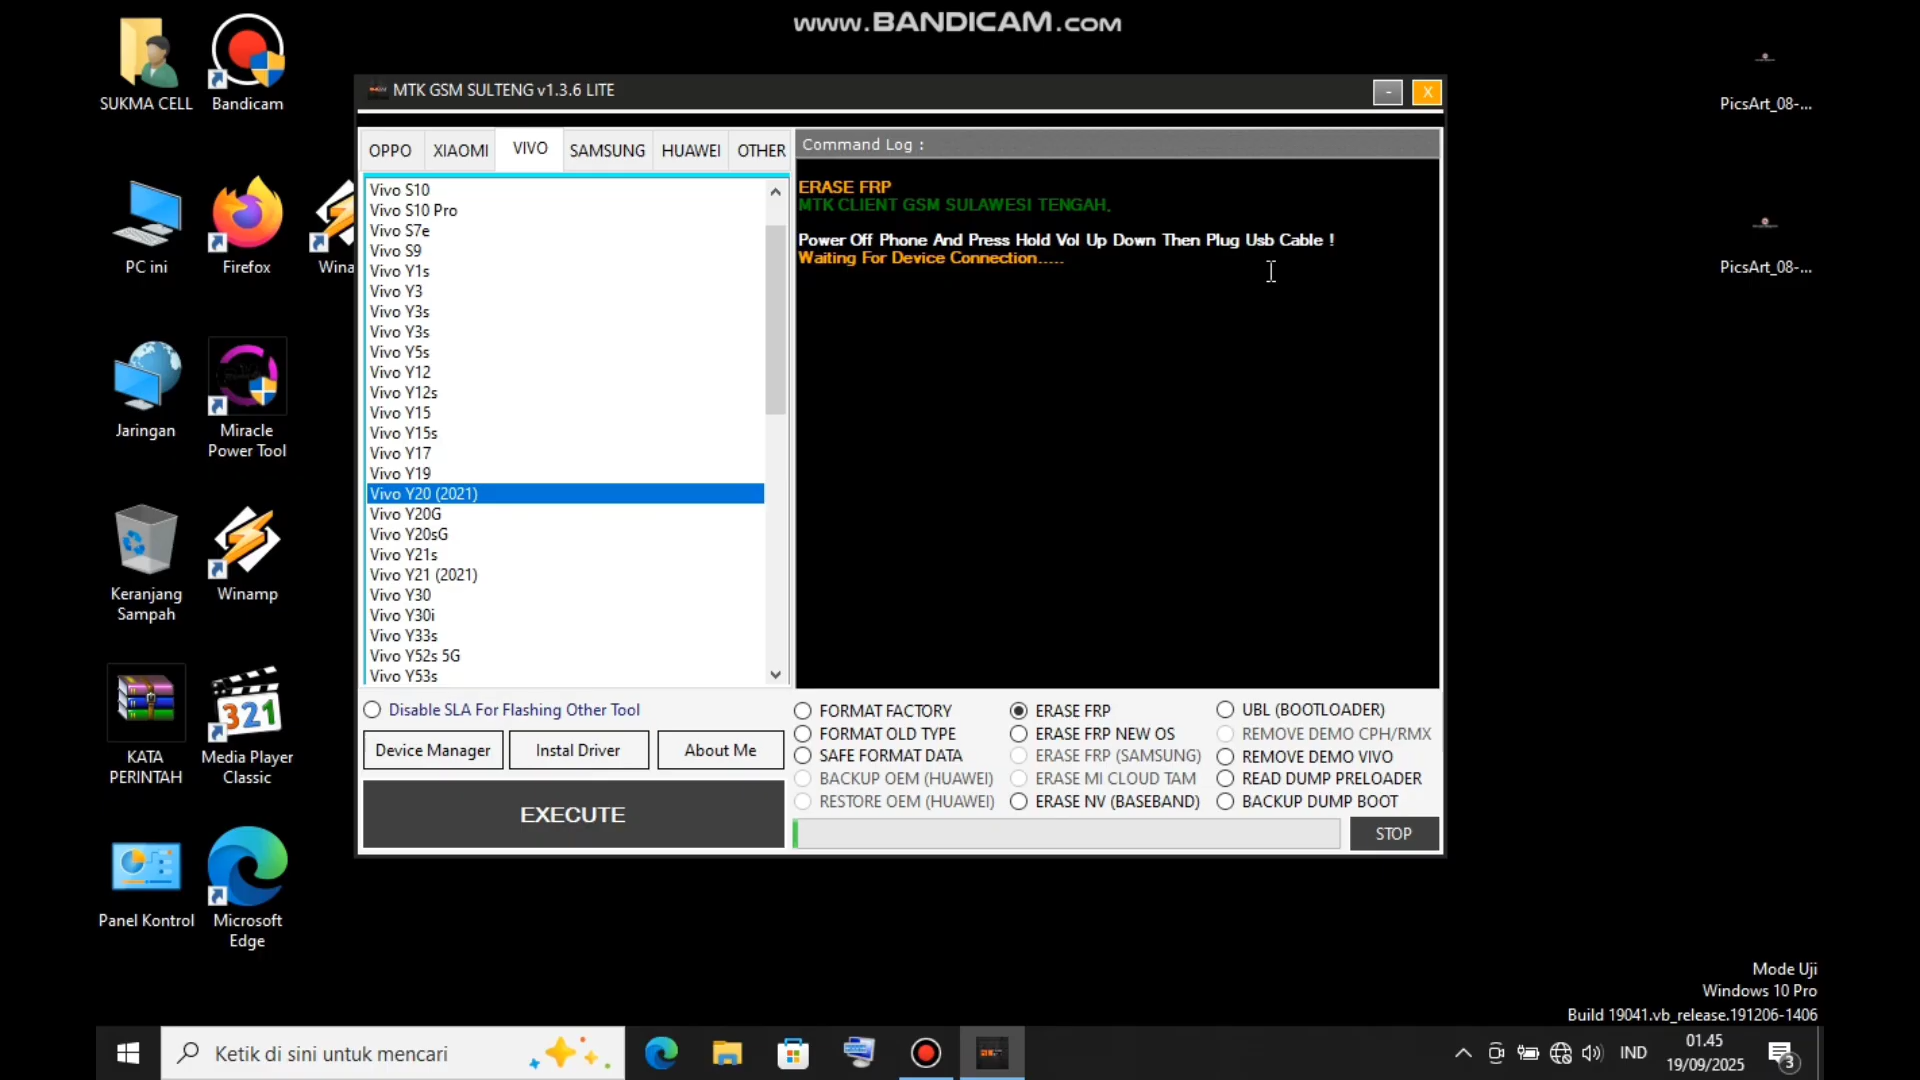 www.BANDICAM.com
SUKMA CELL
Bandicam
PC ini
Firefox
Wina
Jaringan
Miracle
Power Tool
Keranjang
Sampah
Winamp
KATA
PERINTAH
321
Media Player
Classic
Panel Kontrol
Microsoft
Edge
PicsArt_08-...
PicsArt_08-...
MTK GSM SULTENG v1.3.6 LITE
-
X
OPPO
XIAOMI
VIVO
SAMSUNG
HUAWEI
OTHER
Vivo S10
Vivo S10 Pro
Vivo S7e
Vivo S9
Vivo Y1s
Vivo Y3
Vivo Y3s
Vivo Y3s
Vivo Y5s
Vivo Y12
Vivo Y12s
Vivo Y15
Vivo Y15s
Vivo Y17
Vivo Y19
Vivo Y20 (2021)
Vivo Y20G
Vivo Y20sG
Vivo Y21s
Vivo Y21 (2021)
Vivo Y30
Vivo Y30i
Vivo Y33s
Vivo Y52s 5G
Vivo Y53s
Command Log :
ERASE FRP
MTK CLIENT GSM SULAWESI TENGAH.
Power Off Phone And Press Hold Vol Up Down Then Plug Usb Cable !
Waiting For Device Connection.....
Disable SLA For Flashing Other Tool
Device Manager
Instal Driver
About Me
EXECUTE
FORMAT FACTORY
FORMAT OLD TYPE
SAFE FORMAT DATA
BACKUP OEM (HUAWEI)
RESTORE OEM (HUAWEI)
ERASE FRP
ERASE FRP NEW OS
ERASE FRP (SAMSUNG)
ERASE MI CLOUD TAM
ERASE NV (BASEBAND)
UBL (BOOTLOADER)
REMOVE DEMO CPH/RMX
REMOVE DEMO VIVO
READ DUMP PRELOADER
BACKUP DUMP BOOT
STOP
Mode Uji
Windows 10 Pro
Build 19041.vb_release.191206-1406
Ketik di sini untuk mencari
IND
01.45
19/09/2025
3